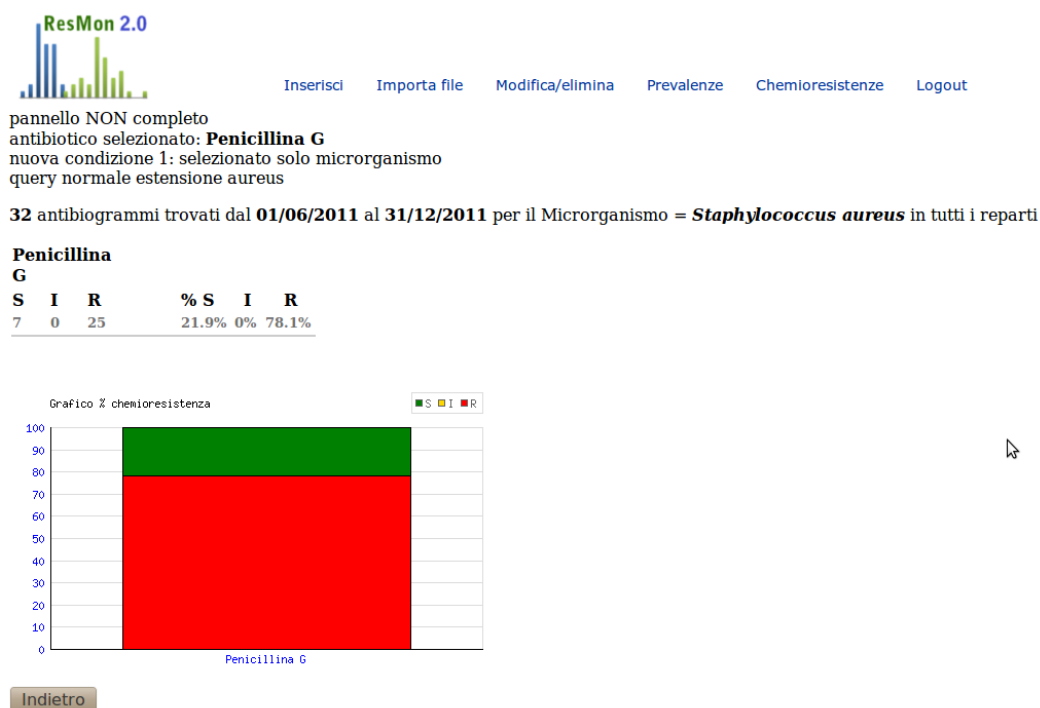 ResMon 2.0
Inserisci Importa file Modifica/elimina Prevalenze Chemioresistenze Logout
pannello NON completo
antibiotico selezionato: Penicillina G
nuova condizione 1: selezionato solo microrganismo
query normale estensione aureus
32 antibiogrammi trovati dal 01/06/2011 al 31/12/2011 per il Microrganismo = Staphylococcus aureus in tutti i reparti
Penicillina
G
S I R % S I R
7 0 25 21.9% 0% 78.1%
Grafico % chemioresistenza S I R
100
90
80
70
60
50
40
30
20
10
0
Penicillina G
Indietro